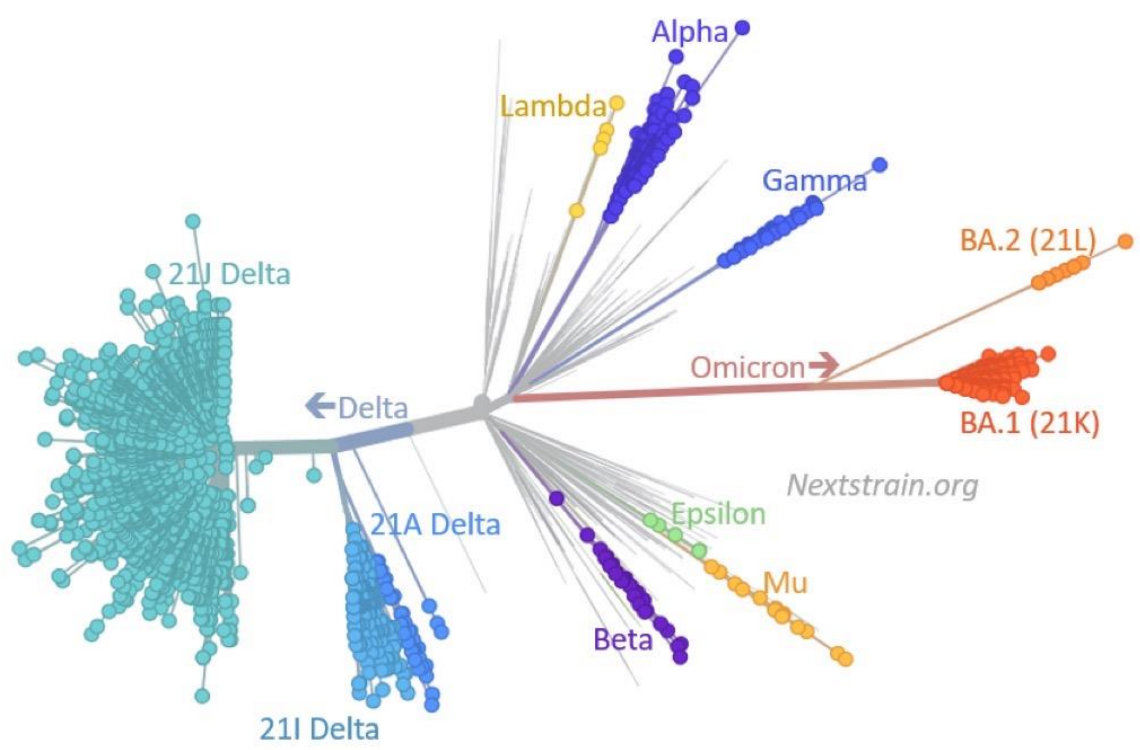 Alpha
Lambda
Gamma
BA.2 (21L)
21J Delta
Omicron→
←Delta
BA.1 (21K)
Nextstrain.org
Epsilon
21A Delta
Mu
Beta
21I Delta